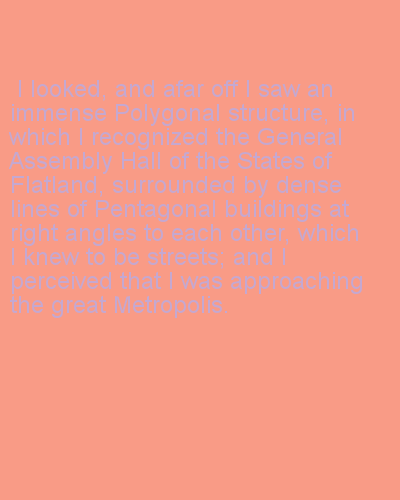 I looked, and afar off I saw an
immense Polygonal structure, in
which I recognized the General
Assembly Hall of the States of
Flatland, surrounded by dense
lines of Pentagonal buildings at
right angles to each other, which
I knew to be streets; and I
perceived that I was approaching
the great Metropolis.